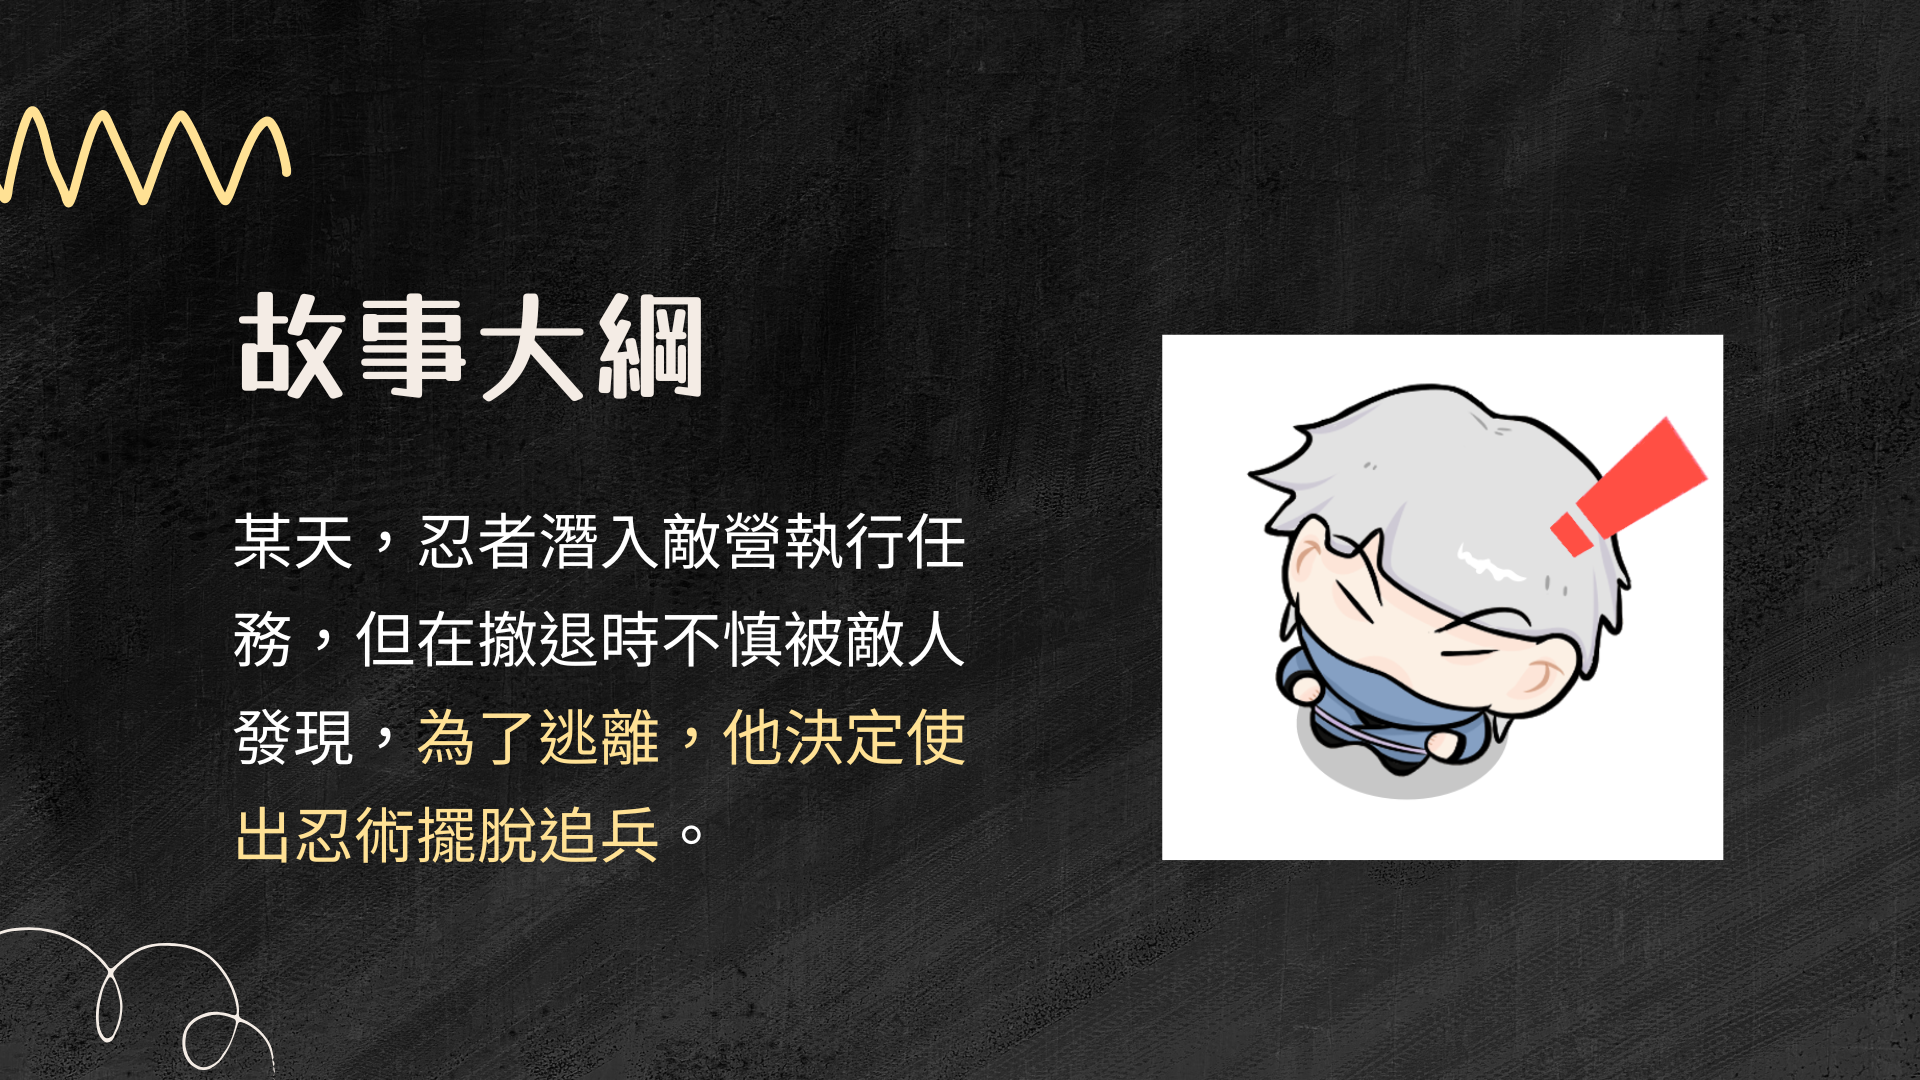 故事大綱
某天，忍者潛入敵營執行任
務，但在撤退時不慎被敵人
發現，為了逃離，他決定使
出忍術擺脫追兵。